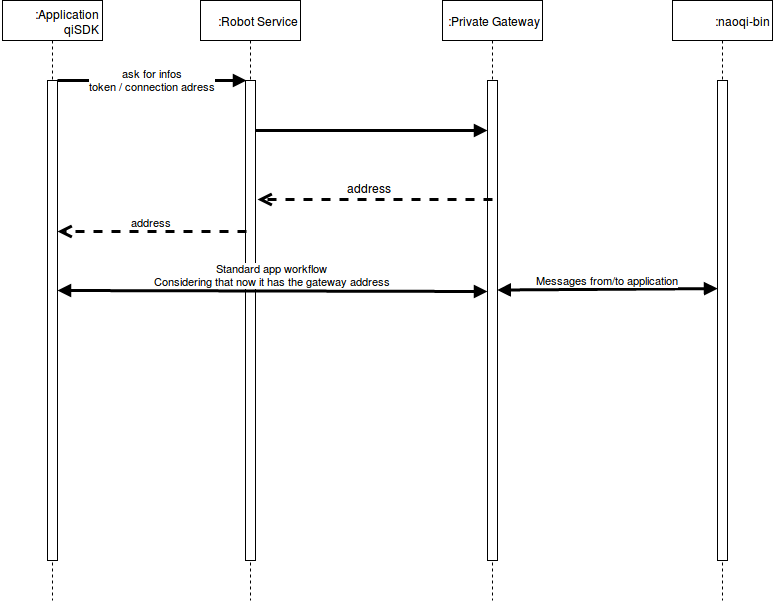 :Application
qiSDK
:Robot Service
:Private Gateway
:naoqi-bin
ask for infos
token / connection adress
address
address
Standard app workflow
Considering that now it has the gateway address
Messages from/to application